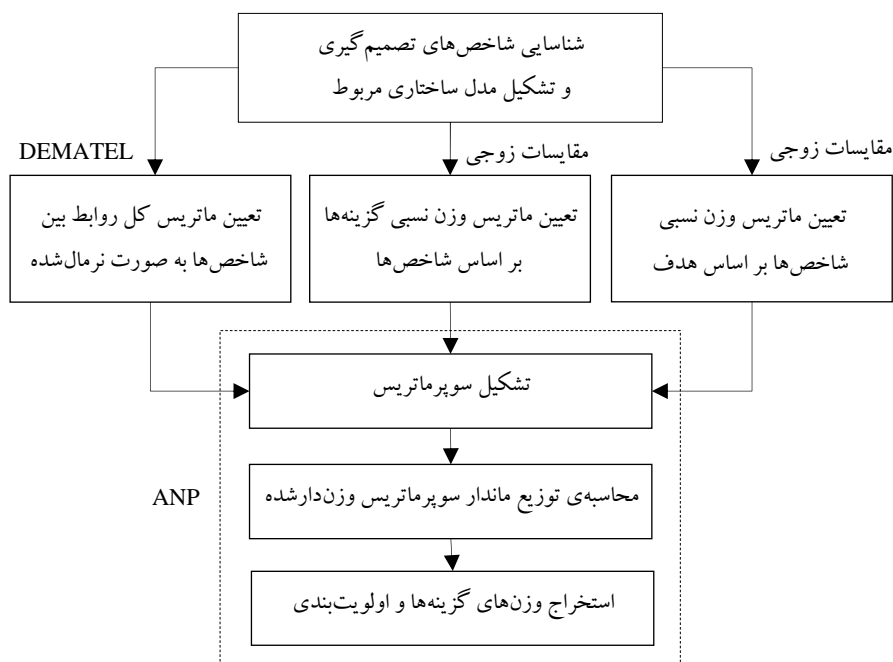 شناسایی شاخص‌های تصمیم‌گیری
و تشکیل مدل ساختاری مربوط
مقایسات زوجی
مقایسات زوجی
DEMATEL
تعیین ماتریس وزن نسبی
شاخص‌ها بر اساس هدف
تعیین ماتریس وزن نسبی گزینه‌ها
بر اساس شاخص‌ها
تعیین ماتریس کل روابط بین
شاخص‌ها به صورت نرمال‌شده
تشکیل سوپرماتریس
محاسبه‌ی توزیع ماندار سوپرماتریس وزن‌دارشده
ANP
استخراج وزن‌های گزینه‌ها و اولویت‌بندی